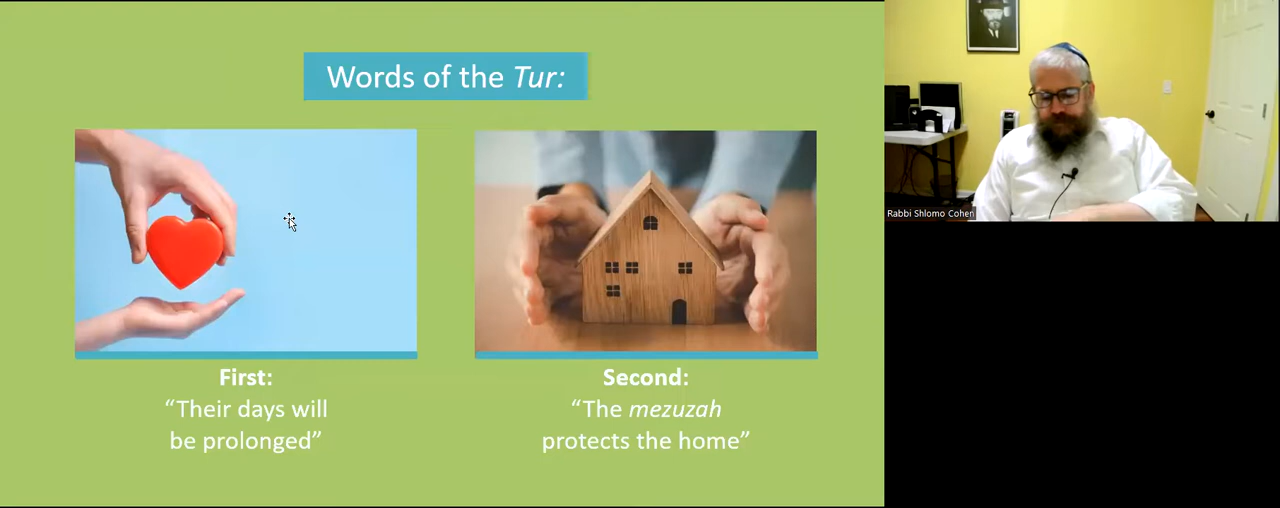 Words of the Tur:
First:
“Their days will
be prolonged”
Second:
“The mezuzah
protects the home”
Rabbi Shlomo Cohen